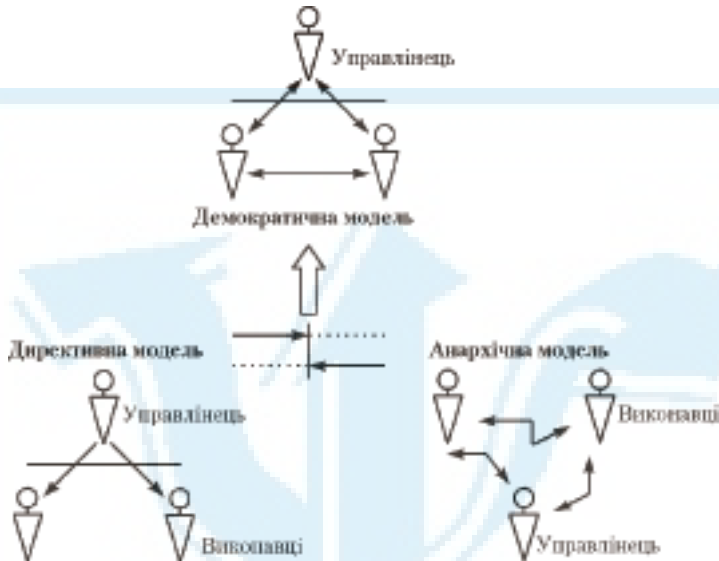 Управлінець
Демократична модель
Директивна модель
Анархічна модель
Управлінець
Виконавці
Виконавці
Управлінець